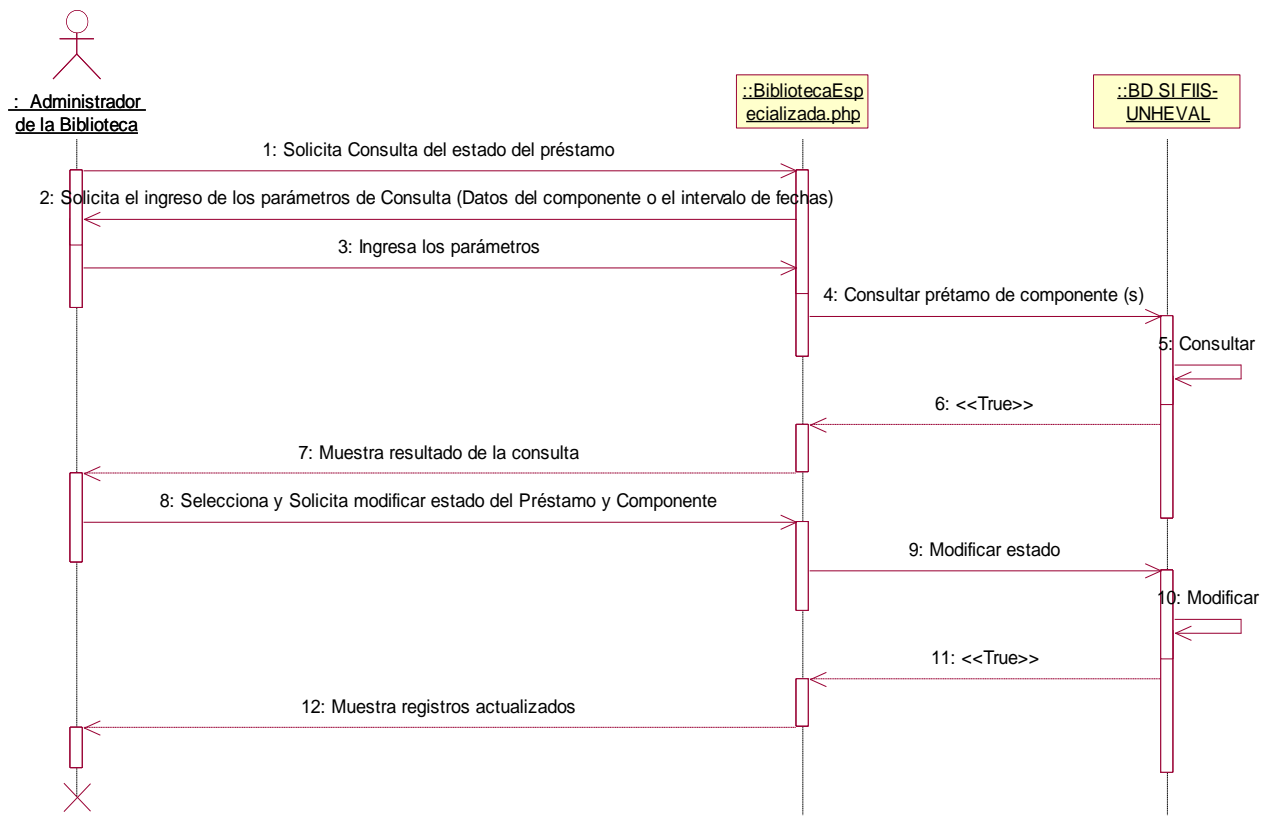 : Administrador
de la Biblioteca
::BibliotecaEsp
ecializada.php
::BD SI FIIS-
UNHEVAL
1: Solicita Consulta del estado del préstamo
2: Solicita el ingreso de los parámetros de Consulta (Datos del componente o el intervalo de fechas)
3: Ingresa los parámetros
4: Consultar prétamo de componente (s)
5: Consultar
6: <<True>>
7: Muestra resultado de la consulta
8: Selecciona y Solicita modificar estado del Préstamo y Componente
9: Modificar estado
10: Modificar
11: <<True>>
12: Muestra registros actualizados